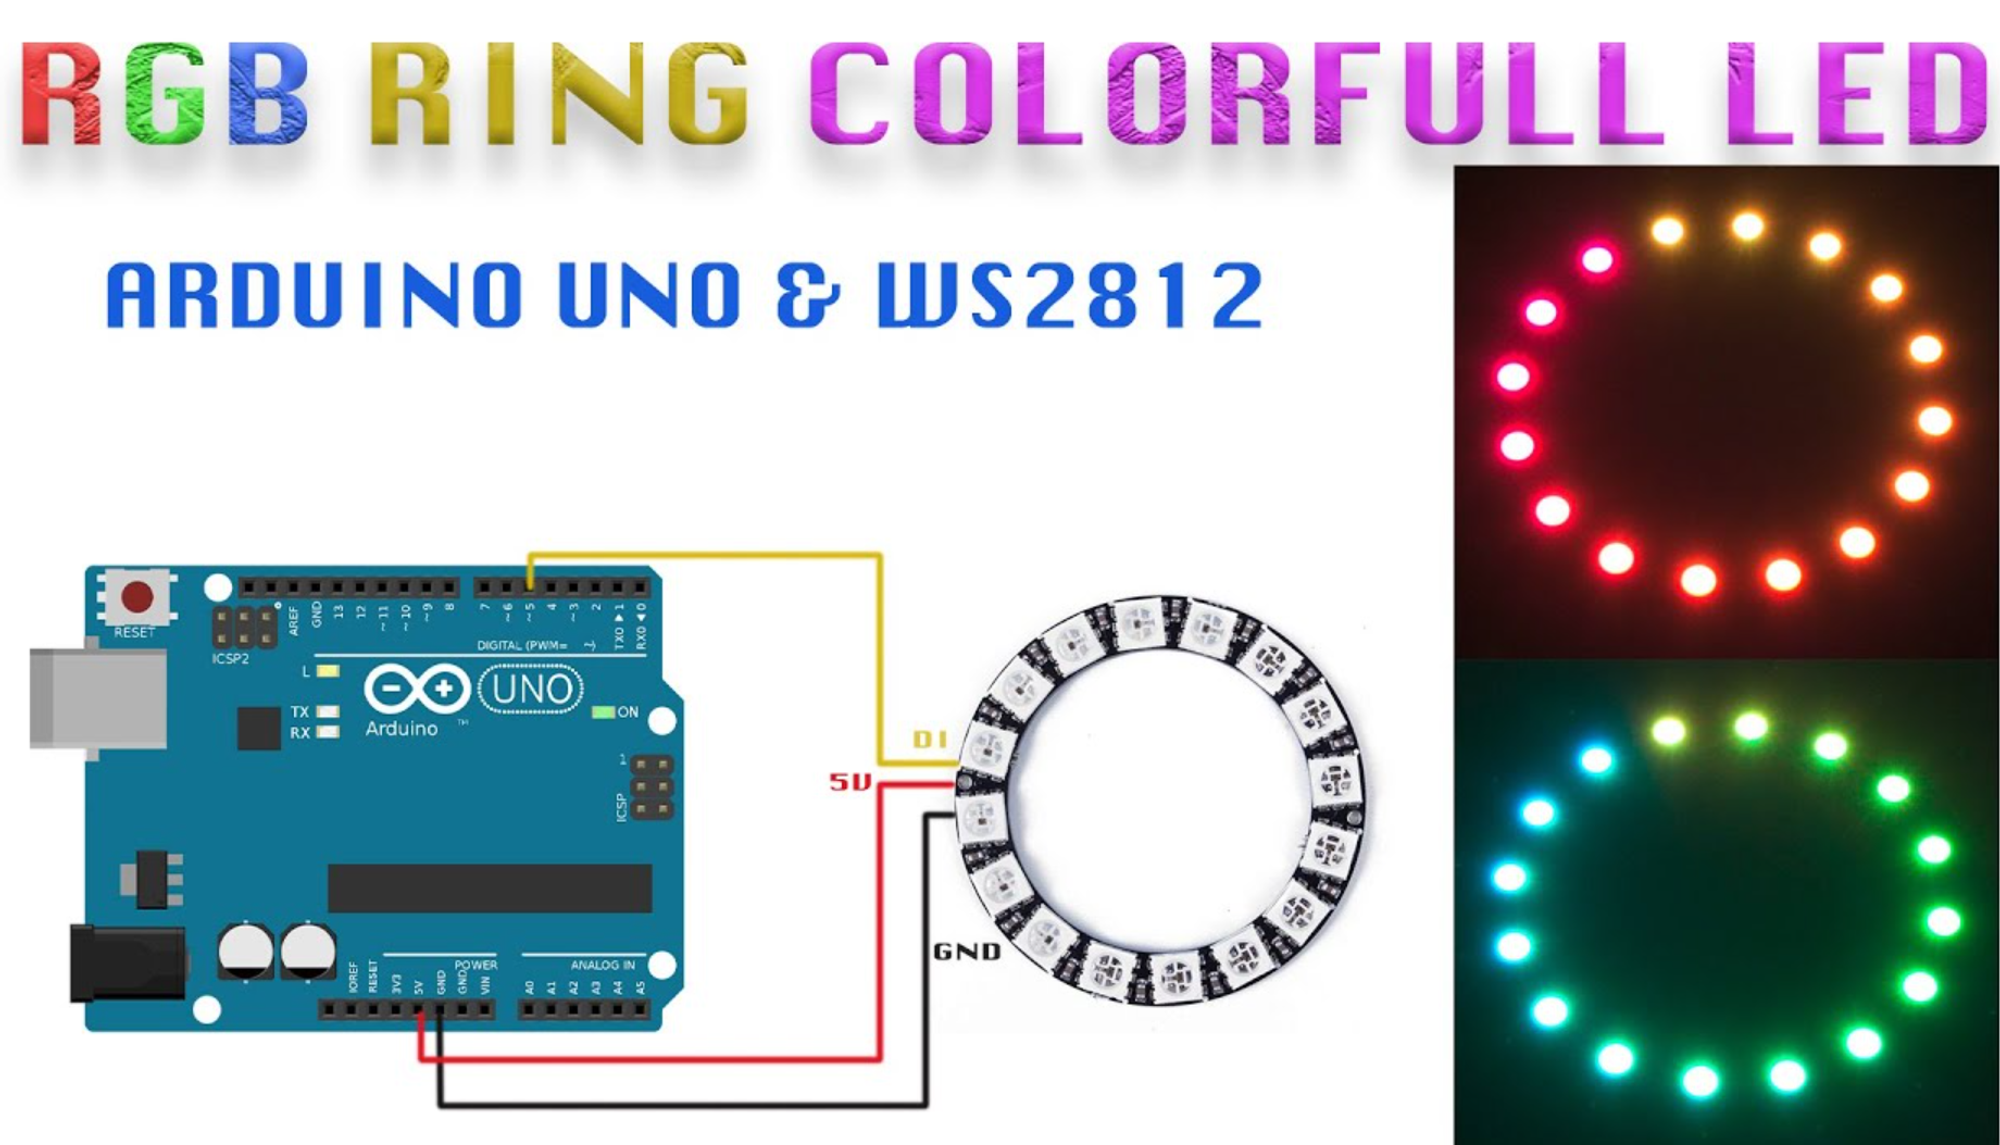 RGB RING COLORFULL LED
ARDUINO UNO & WS2812
RESET
ICSP2
AREF
GND
13
12
~11
~10
~9
8
7
~6
~5
4
~3
2
TX0 ▶ 1
RX0 ◀ 0
DIGITAL (PWM= ~)
L
TX
RX
UNO
Arduino ™
ON
1
ICSP
DI
5V
GND
POWER
ANALOG IN
IOREF
RESET
3V3
5V
GND
GND
VIN
A0
A1
A2
A3
A4
A5